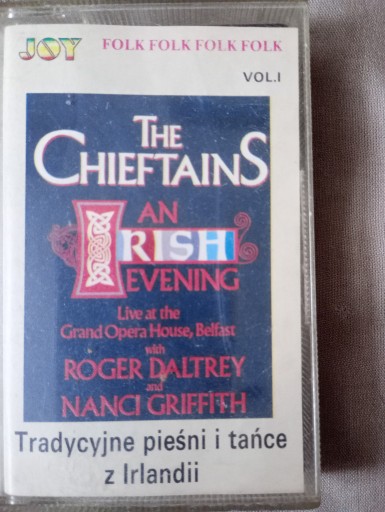 JOY FOLK FOLK FOLK FOLK
VOL.I
THE
CHIEFTAINS
AN
IRISH
EVENING
Live at the
Grand Opera House, Belfast
with
ROGER DALTREY
and
NANCI GRIFFITH
Tradycyjne pieśni i tańce
z Irlandii